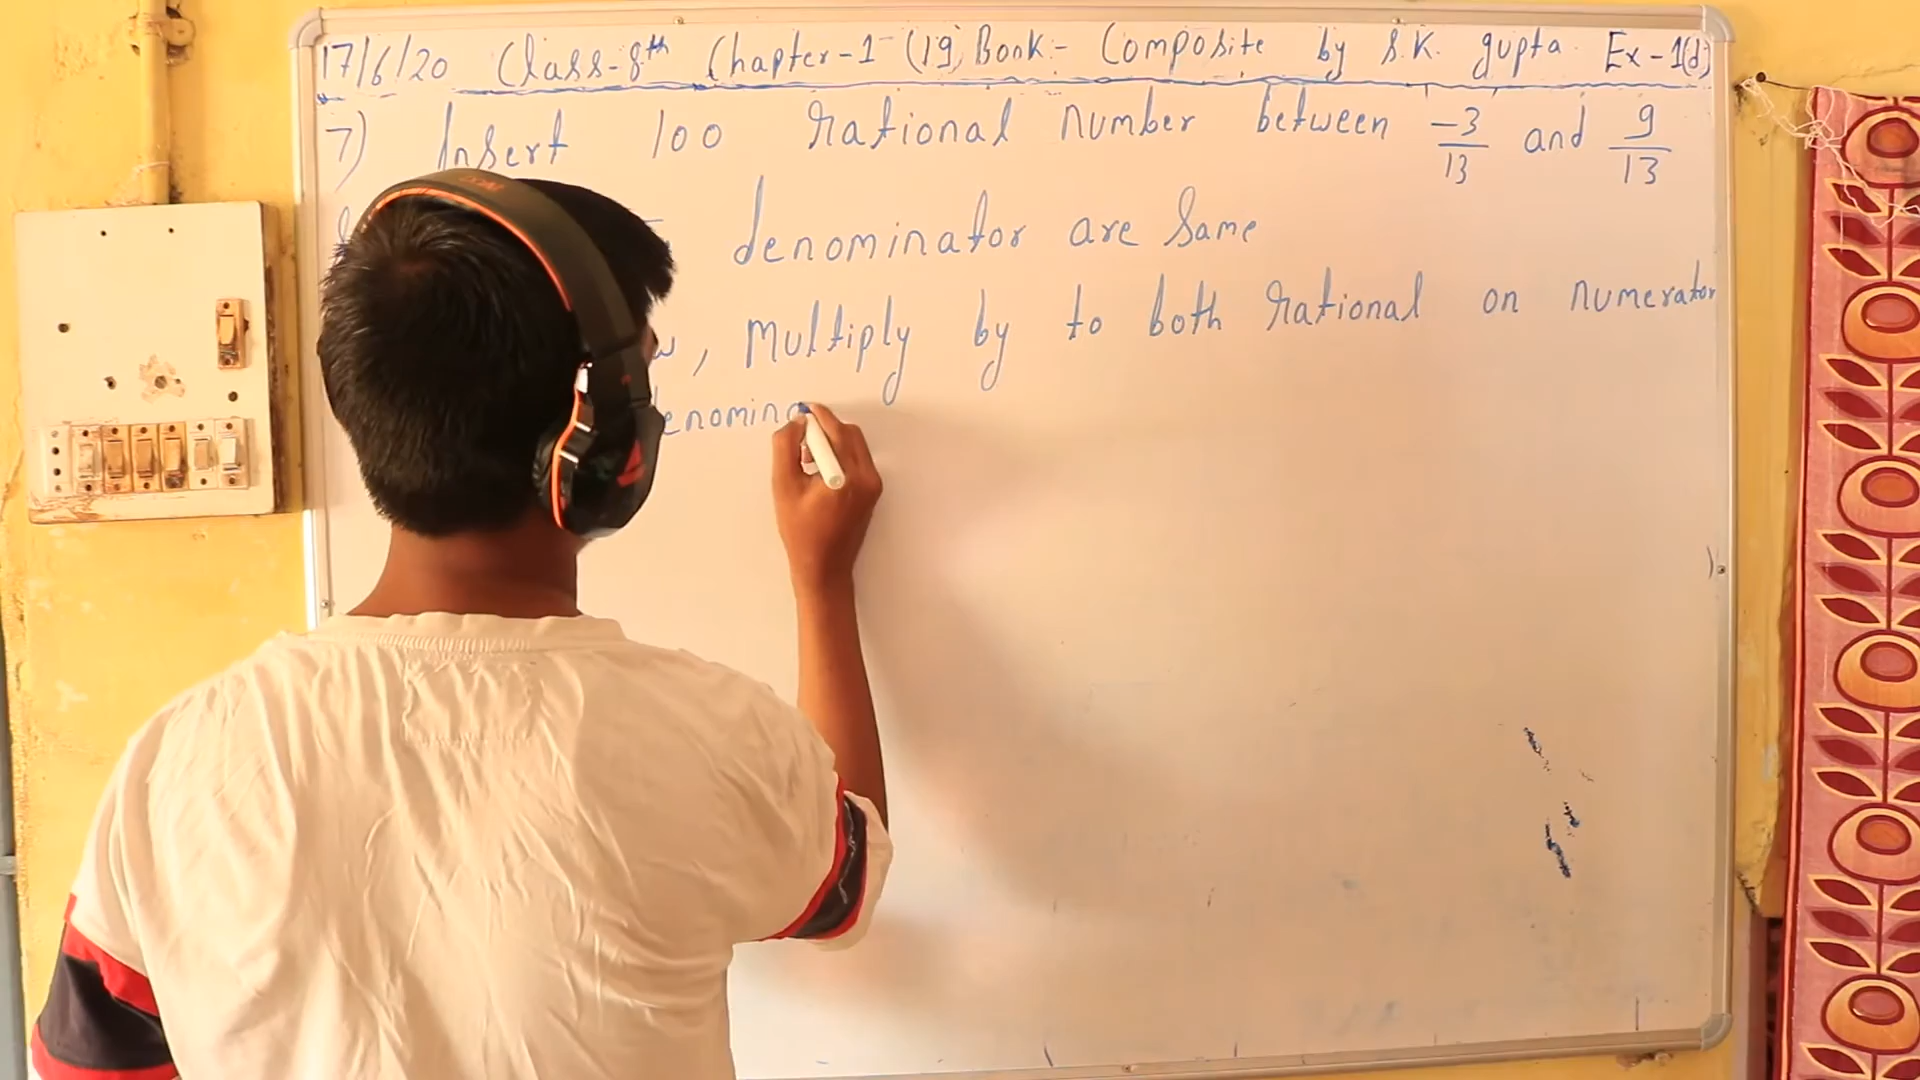 17/6/20 Class-8th Chapter-1 (19) Book:- Composite by S.K. gupta. Ex-1(d)
7) Insert 100 rational number between -3/13 and 9/13
denominator are same
, Multiply by to both rational on numerator